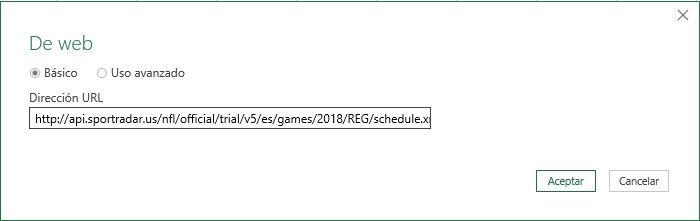 De web
Básico Uso avanzado
Dirección URL
http://api.sportradar.us/nfl/official/trial/v5/es/games/2018/REG/schedule.x
Aceptar Cancelar